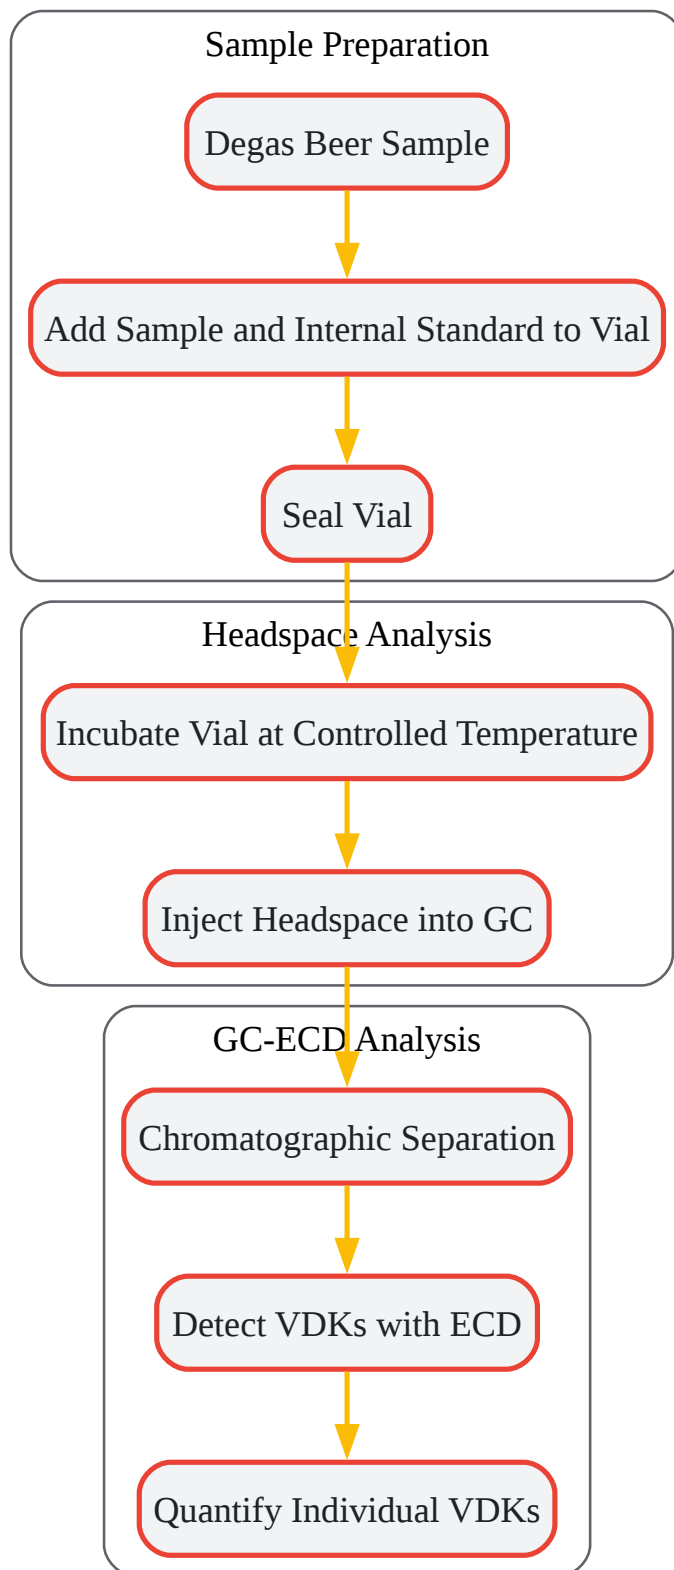 Sample Preparation
Degas Beer Sample
Add Sample and Internal Standard to Vial
Seal Vial
Headspace Analysis
Incubate Vial at Controlled Temperature
Inject Headspace into GC
GC-ECD Analysis
Chromatographic Separation
Detect VDKs with ECD
Quantify Individual VDKs